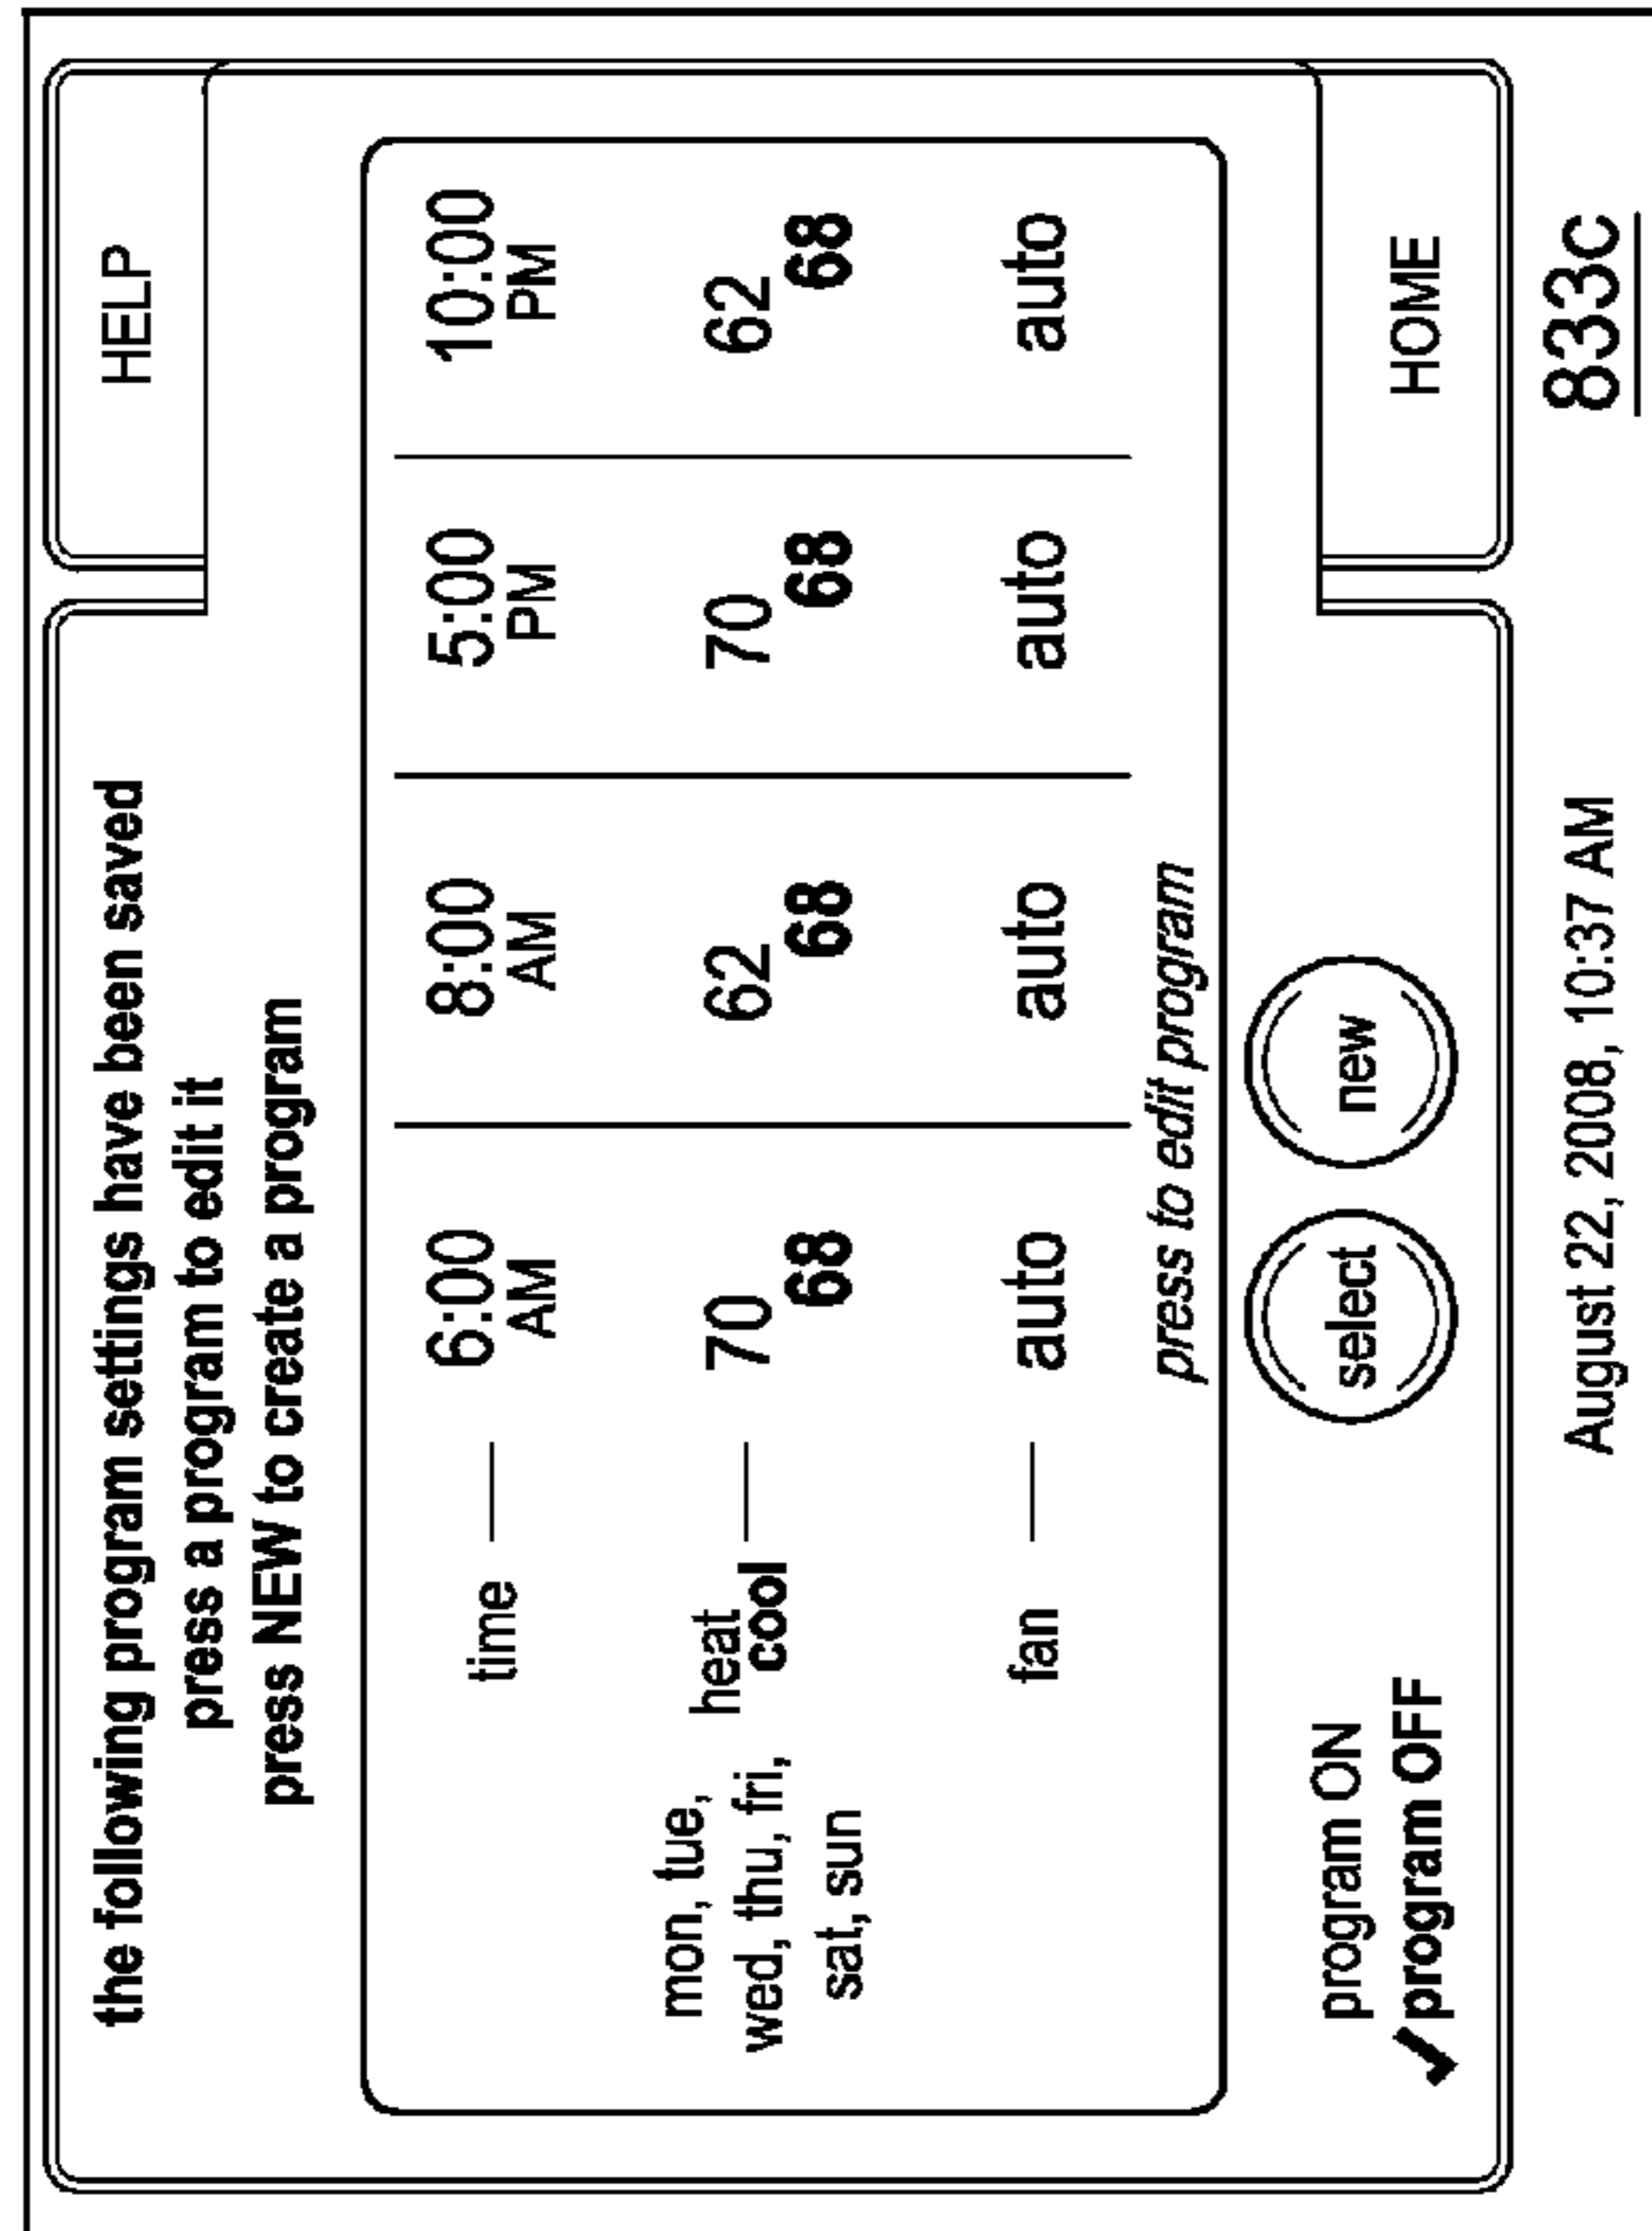 the following program settings have been saved
press a program to edit it
press NEW to create a program
HELP
time — 6:00 AM 8:00 AM 5:00 PM 10:00 PM
mon, tue,
wed, thu, fri,
sat, sun
heat 70 62 70 62
cool 68 68 68 68
fan — auto auto auto auto
press to edit program
program ON
✓program OFF
select
new
HOME
August 22, 2008, 10:37 AM
833c